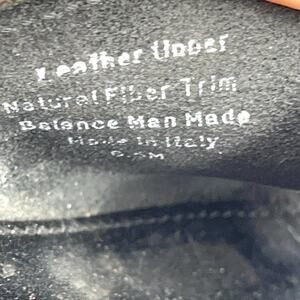 Leather Upper
Natural Fiber Trim
Balance Man Made
Made in Italy
6.5M